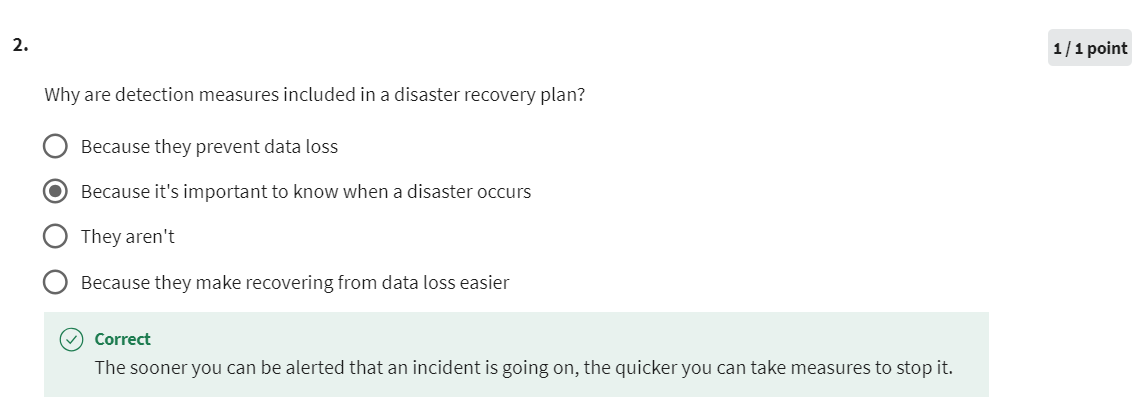 2.
1 / 1 point
Why are detection measures included in a disaster recovery plan?
Because they prevent data loss
Because it's important to know when a disaster occurs
They aren't
Because they make recovering from data loss easier
Correct
The sooner you can be alerted that an incident is going on, the quicker you can take measures to stop it.